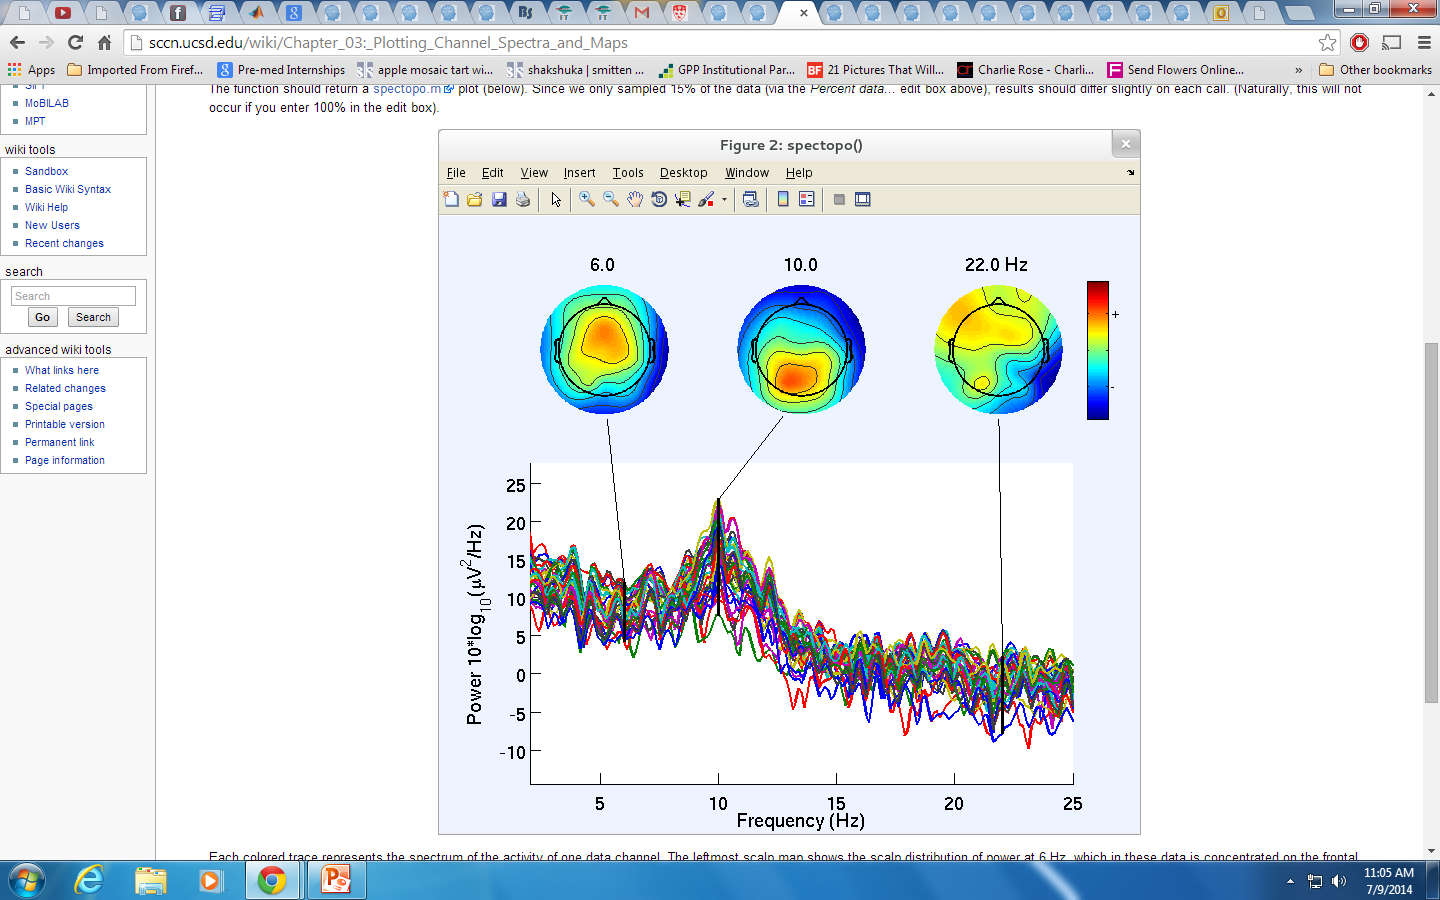 sccn.ucsd.edu/wiki/Chapter_03:_Plotting_Channel_Spectra_and_Maps
Apps Imported From Firef... Pre-med Internships apple mosaic tart wi... shakshuka | smitten ... GPP Institutional Par... 21 Pictures That Will... Charlie Rose - Charli... Send Flowers Online... » Other bookmarks
SIFT
MoBILAB
MPT
wiki tools
Sandbox
Basic Wiki Syntax
Wiki Help
New Users
Recent changes
search
Search
Go Search
advanced wiki tools
What links here
Related changes
Special pages
Printable version
Permanent link
Page information
The function should return a spectopo.m plot (below). Since we only sampled 15% of the data (via the Percent data... edit box above), results should differ slightly on each call. (Naturally, this will not
occur if you enter 100% in the edit box).
Figure 2: spectopo()
File Edit View Insert Tools Desktop Window Help
6.0 10.0 22.0 Hz
+
-
25
20
15
10
5
0
-5
-10
Power 10*log10(µV2/Hz)
5 10 15 20 25
Frequency (Hz)
Each colored trace represents the spectrum of the activity of one data channel. The leftmost scalp map shows the scalp distribution of power at 6 Hz, which in these data is concentrated on the frontal
11:05 AM
7/9/2014